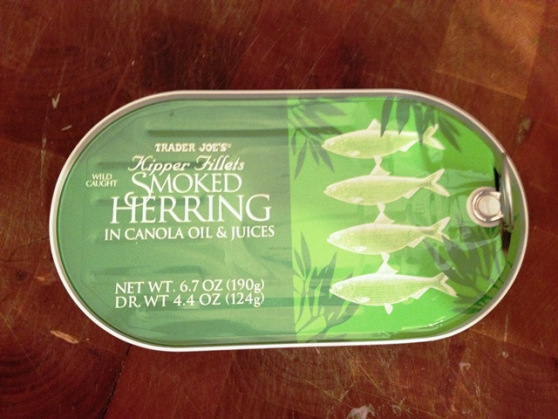 TRADER JOE'S
Kipper Fillets
WILD CAUGHT
SMOKED
HERRING
IN CANOLA OIL & JUICES
NET WT. 6.7 OZ (190g)
DR. WT 4.4 OZ (124g)